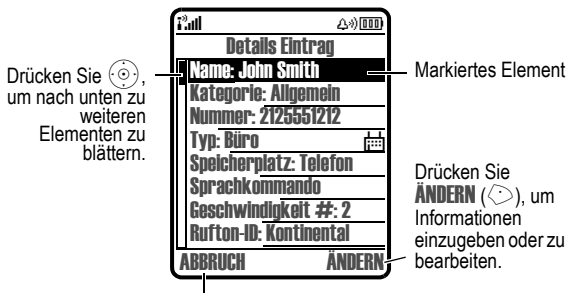 Details Eintrag
Name: John Smith
Kategorie: Allgemein
Nummer: 2125551212
Typ: Büro
Speicherplatz: Telefon
Sprachkommando
Geschwindigkeit #: 2
Rufton-ID: Kontinental
ABBRUCH ÄNDERN
Drücken Sie ,
um nach unten zu
weiteren
Elementen zu
blättern.
Markiertes Element
Drücken Sie
ÄNDERN ( ), um
Informationen
einzugeben oder zu
bearbeiten.